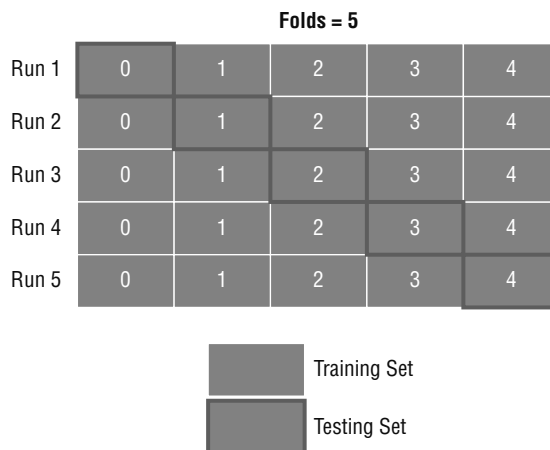 Folds = 5
Run 1 0 1 2 3 4
Run 2 0 1 2 3 4
Run 3 0 1 2 3 4
Run 4 0 1 2 3 4
Run 5 0 1 2 3 4
Training Set
Testing Set